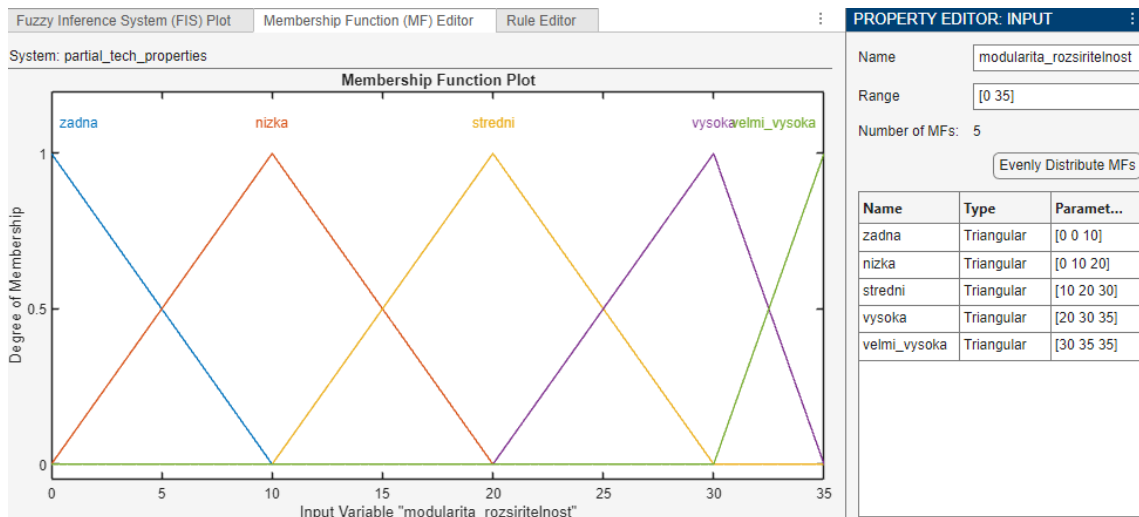 Fuzzy Inference System (FIS) Plot
Membership Function (MF) Editor
Rule Editor
System: partial_tech_properties
Membership Function Plot
zadna
nizka
stredni
vysoka
velmi_vysoka
1
0.5
0
Degree of Membership
0 5 10 15 20 25 30 35
Input Variable "modularita_rozsiritelnost"
PROPERTY EDITOR: INPUT
Name modularita_rozsiritelnost
Range [0 35]
Number of MFs: 5
Evenly Distribute MFs
Name Type Paramet...
zadna Triangular [0 0 10]
nizka Triangular [0 10 20]
stredni Triangular [10 20 30]
vysoka Triangular [20 30 35]
velmi_vysoka Triangular [30 35 35]